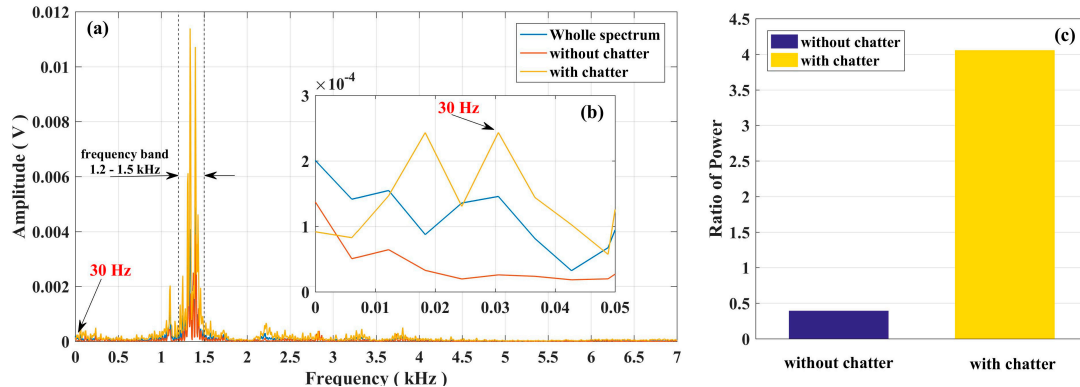 (a)
Wholle spectrum
without chatter
with chatter
0.012
0.01
0.008
0.006
0.004
0.002
0
Amplitude ( V )
frequency band
1.2 - 1.5 kHz
30 Hz
0 0.5 1 1.5 2 2.5 3 3.5 4 4.5 5 5.5 6 6.5 7
Frequency ( kHz )
×10⁻⁴
30 Hz
(b)
3
2
1
0
0 0.01 0.02 0.03 0.04 0.05
(c)
without chatter
with chatter
4.5
4
3.5
3
2.5
2
1.5
1
0.5
0
Ratio of Power
without chatter with chatter